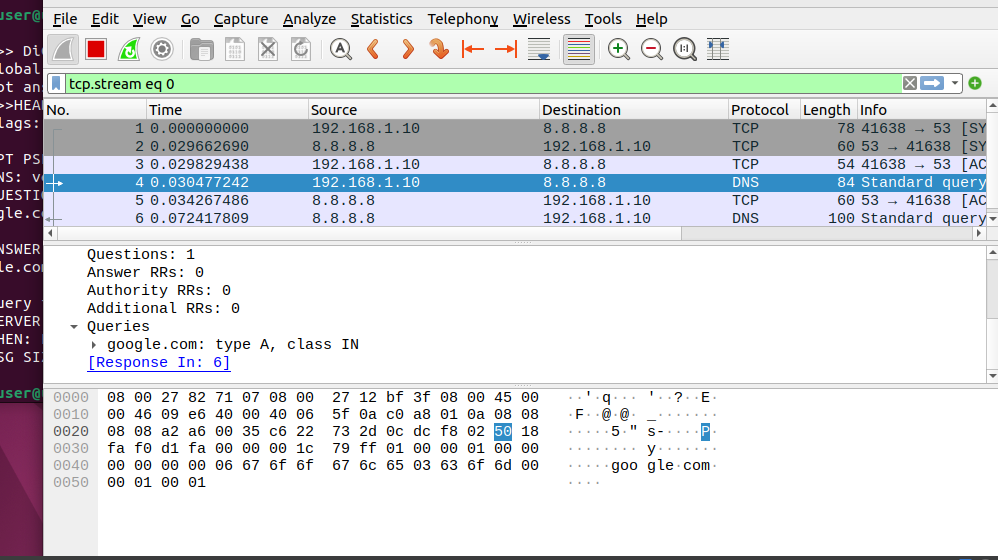 user@
File Edit View Go Capture Analyze Statistics Telephony Wireless Tools Help
>> Di
lobal
ot an
>>HEA
lags:
PT PS
NS: v
UESTI
gle.c
NSWER
le.co
uery
ERVER
HEN:
SG SI
user@
tcp.stream eq 0
No. Time Source Destination Protocol Length Info
1 0.000000000 192.168.1.10 8.8.8.8 TCP 78 41638 → 53 [SY
2 0.029662690 8.8.8.8 192.168.1.10 TCP 60 53 → 41638 [SY
3 0.029829438 192.168.1.10 8.8.8.8 TCP 54 41638 → 53 [AC
4 0.030477242 192.168.1.10 8.8.8.8 DNS 84 Standard query
5 0.034267486 8.8.8.8 192.168.1.10 TCP 60 53 → 41638 [AC
6 0.072417809 8.8.8.8 192.168.1.10 DNS 100 Standard query
Questions: 1
Answer RRs: 0
Authority RRs: 0
Additional RRs: 0
Queries
google.com: type A, class IN
[Response In: 6]
0000 08 00 27 82 71 07 08 00 27 12 bf 3f 08 00 45 00 ··'·q···'··?··E·
0010 00 46 09 e6 40 00 40 06 5f 0a c0 a8 01 0a 08 08 ·F··@·@·_·······
0020 08 08 a2 a6 00 35 c6 22 73 2d 0c dc f8 02 50 18 ·····5·"s-····P·
0030 fa f0 d1 fa 00 00 00 1c 79 ff 01 00 00 01 00 00 ········y·······
0040 00 00 00 00 06 67 6f 6f 67 6c 65 03 63 6f 6d 00 ·····google·com·
0050 00 01 00 01 ····